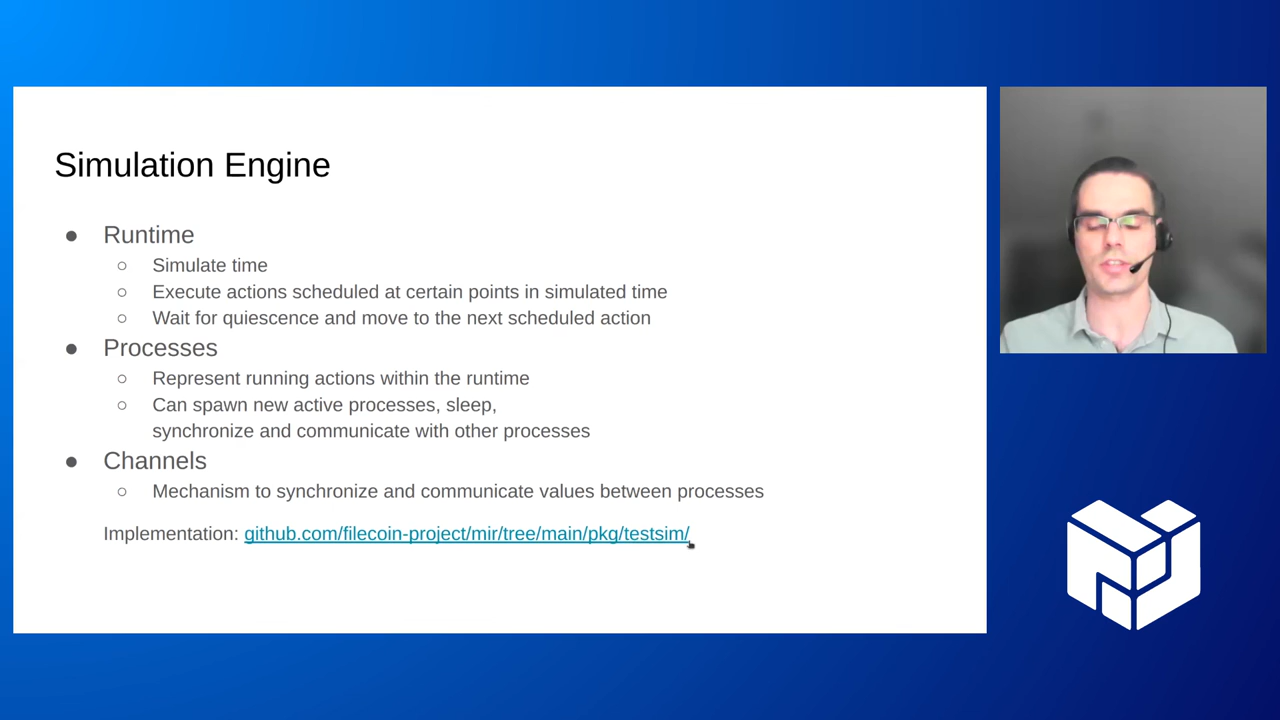 Simulation Engine
● Runtime
○ Simulate time
○ Execute actions scheduled at certain points in simulated time
○ Wait for quiescence and move to the next scheduled action
● Processes
○ Represent running actions within the runtime
○ Can spawn new active processes, sleep,
synchronize and communicate with other processes
● Channels
○ Mechanism to synchronize and communicate values between processes
Implementation: github.com/filecoin-project/mir/tree/main/pkg/testsim/